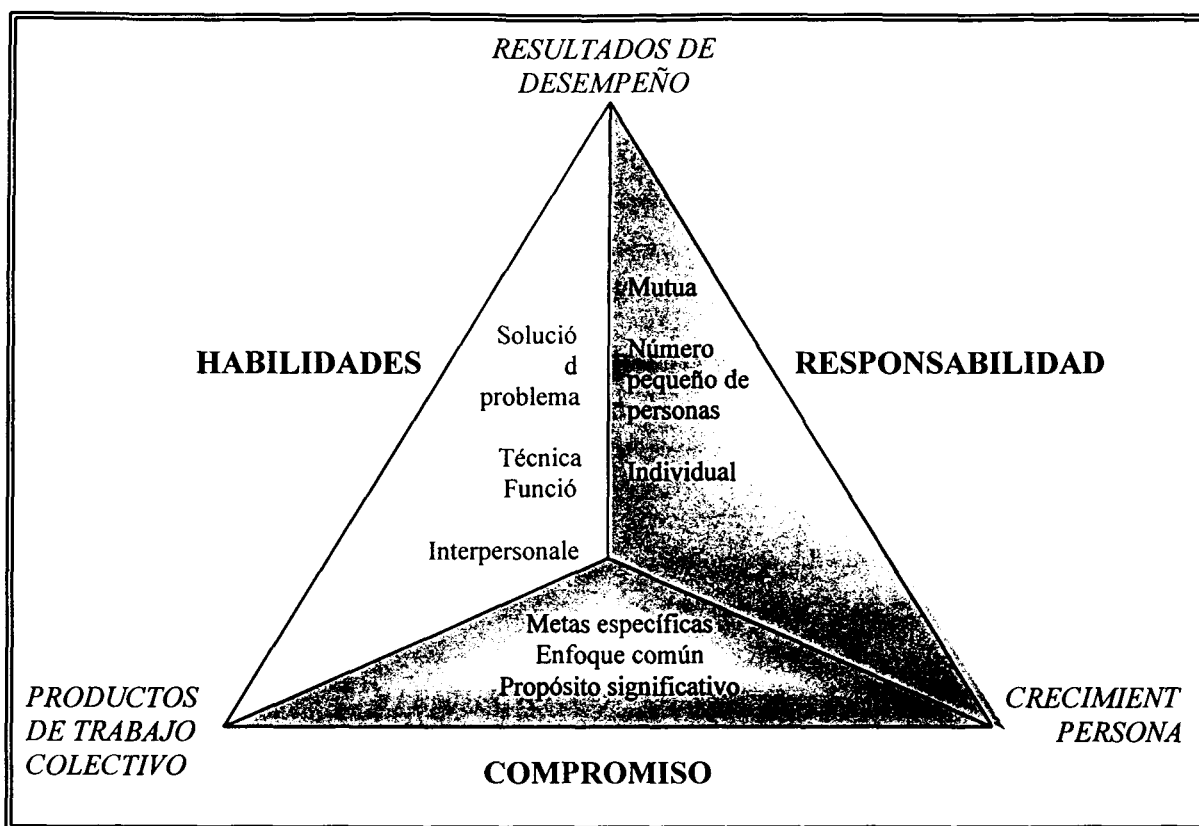 RESULTADOS DE
DESEMPEÑO
HABILIDADES
Solució
d
problema
Técnica
Funció
Interpersonale
Mutua
Número
pequeño de
personas
Individual
RESPONSABILIDAD
Metas específicas
Enfoque común
Propósito significativo
PRODUCTOS
DE TRABAJO
COLECTIVO
CRECIMIENT
PERSONA
COMPROMISO